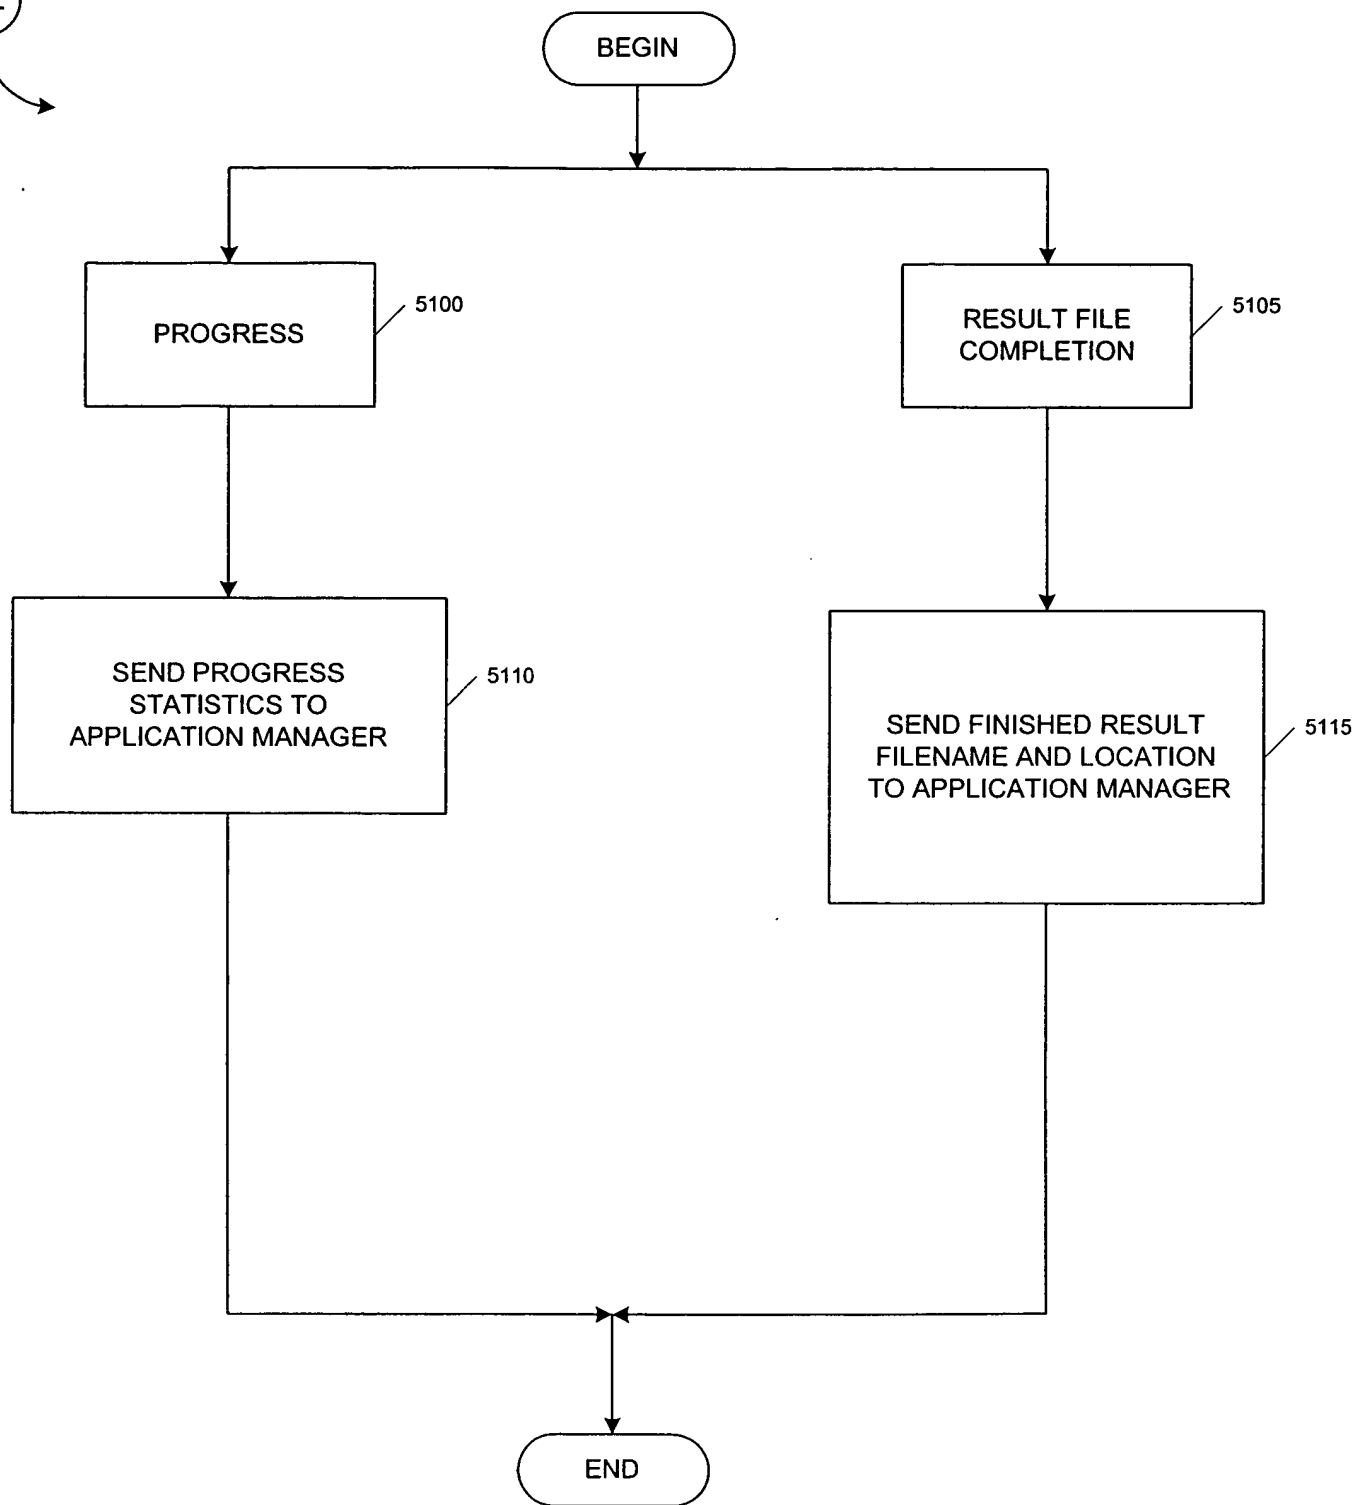 BEGIN
PROGRESS
5100
RESULT FILE
COMPLETION
5105
SEND PROGRESS
STATISTICS TO
APPLICATION MANAGER
5110
SEND FINISHED RESULT
FILENAME AND LOCATION
TO APPLICATION MANAGER
5115
END